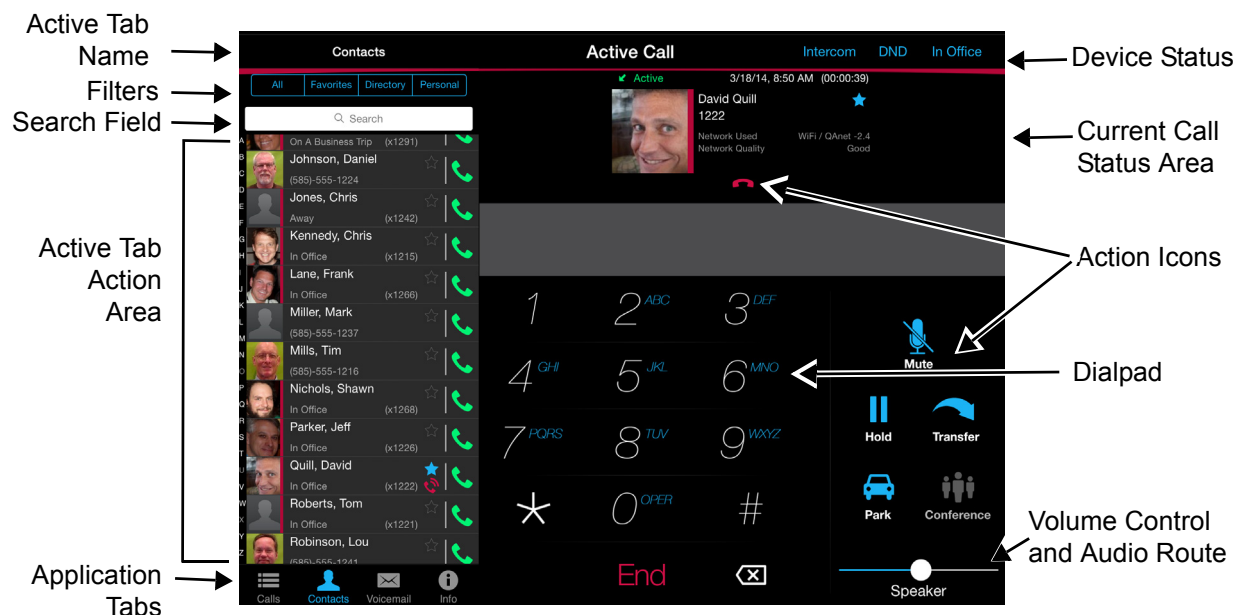 Active Tab
Name
Filters
Search Field
Active Tab
Action
Area
Application
Tabs
Contacts
All Favorites Directory Personal
Search
A
B
C
D
E
F
G
H
I
J
K
L
M
N
O
P
Q
R
S
T
U
V
W
X
Y
Z
On A Business Trip (x1291)
Johnson, Daniel
(585)-555-1224
Jones, Chris
Away (x1242)
Kennedy, Chris
In Office (x1215)
Lane, Frank
In Office (x1266)
Miller, Mark
(585)-555-1237
Mills, Tim
(585)-555-1216
Nichols, Shawn
In Office (x1268)
Parker, Jeff
In Office (x1226)
Quill, David
In Office (x1222)
Roberts, Tom
In Office (x1221)
Robinson, Lou
(585)-555-1241
Calls Contacts Voicemail Info
Active Call
Intercom DND In Office
Active 3/18/14, 8:50 AM (00:00:39)
David Quill
1222
Network Used WiFi / QAnet -2.4
Network Quality Good
1 2 ABC 3 DEF
4 GHI 5 JKL 6 MNO
7 PQRS 8 TUV 9 WXYZ
* 0 OPER #
End
Mute
Hold Transfer
Park Conference
Speaker
Device Status
Current Call
Status Area
Action Icons
Dialpad
Volume Control
and Audio Route